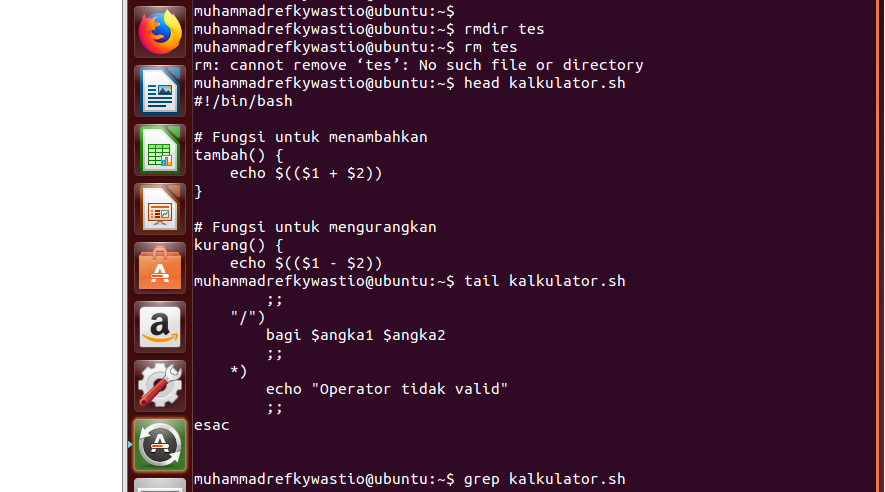 muhammadrefkywastio@ubuntu:~$
muhammadrefkywastio@ubuntu:~$ rmdir tes
muhammadrefkywastio@ubuntu:~$ rm tes
rm: cannot remove ‘tes’: No such file or directory
muhammadrefkywastio@ubuntu:~$ head kalkulator.sh
#!/bin/bash

# Fungsi untuk menambahkan
tambah() {
    echo $(($1 + $2))
}

# Fungsi untuk mengurangkan
kurang() {
    echo $(($1 - $2))
muhammadrefkywastio@ubuntu:~$ tail kalkulator.sh
        ;;
    "/")
        bagi $angka1 $angka2
        ;;
    *)
        echo "Operator tidak valid"
        ;;
esac

muhammadrefkywastio@ubuntu:~$ grep kalkulator.sh